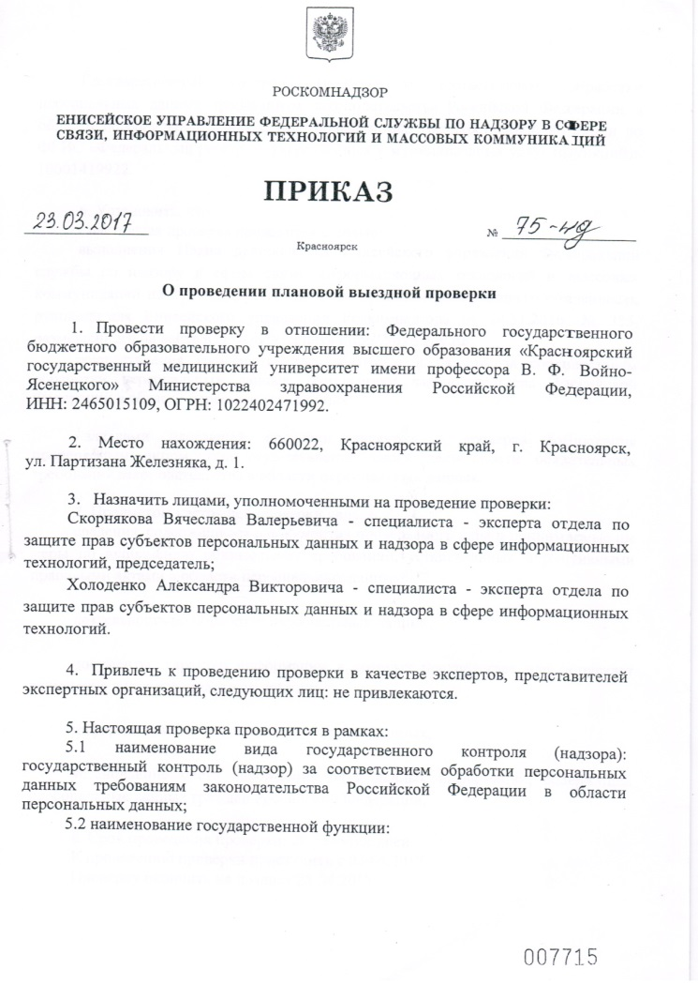 РОСКОМНАДЗОР
ЕНИСЕЙСКОЕ УПРАВЛЕНИЕ ФЕДЕРАЛЬНОЙ СЛУЖБЫ ПО НАДЗОРУ В СФЕРЕ
СВЯЗИ, ИНФОРМАЦИОННЫХ ТЕХНОЛОГИЙ И МАССОВЫХ КОММУНИКАЦИЙ
ПРИКАЗ
23.03.2017 № 75-нд
Красноярск
О проведении плановой выездной проверки
1. Провести проверку в отношении: Федерального государственного
бюджетного образовательного учреждения высшего образования «Красноярский
государственный медицинский университет имени профессора В. Ф. Войно-
Ясенецкого» Министерства здравоохранения Российской Федерации,
ИНН: 2465015109, ОГРН: 1022402471992.
2. Место нахождения: 660022, Красноярский край, г. Красноярск,
ул. Партизана Железняка, д. 1.
3. Назначить лицами, уполномоченными на проведение проверки:
Скорнякова Вячеслава Валерьевича - специалиста - эксперта отдела по
защите прав субъектов персональных данных и надзора в сфере информационных
технологий, председатель;
Холоденко Александра Викторовича - специалиста - эксперта отдела по
защите прав субъектов персональных данных и надзора в сфере информационных
технологий.
4. Привлечь к проведению проверки в качестве экспертов, представителей
экспертных организаций, следующих лиц: не привлекаются.
5. Настоящая проверка проводится в рамках:
5.1 наименование вида государственного контроля (надзора):
государственный контроль (надзор) за соответствием обработки персональных
данных требованиям законодательства Российской Федерации в области
персональных данных;
5.2 наименование государственной функции:
007715